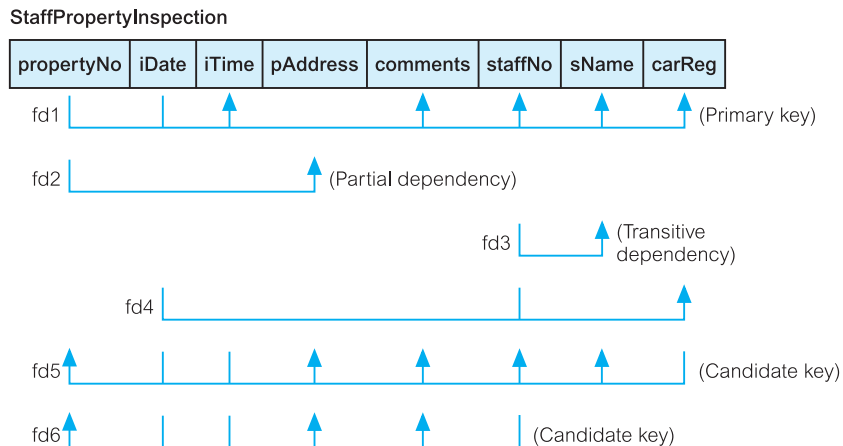 StaffPropertyInspection
propertyNo iDate iTime pAddress comments staffNo sName carReg
fd1 (Primary key)
fd2 (Partial dependency)
fd3 (Transitive
dependency)
fd4
fd5 (Candidate key)
fd6 (Candidate key)